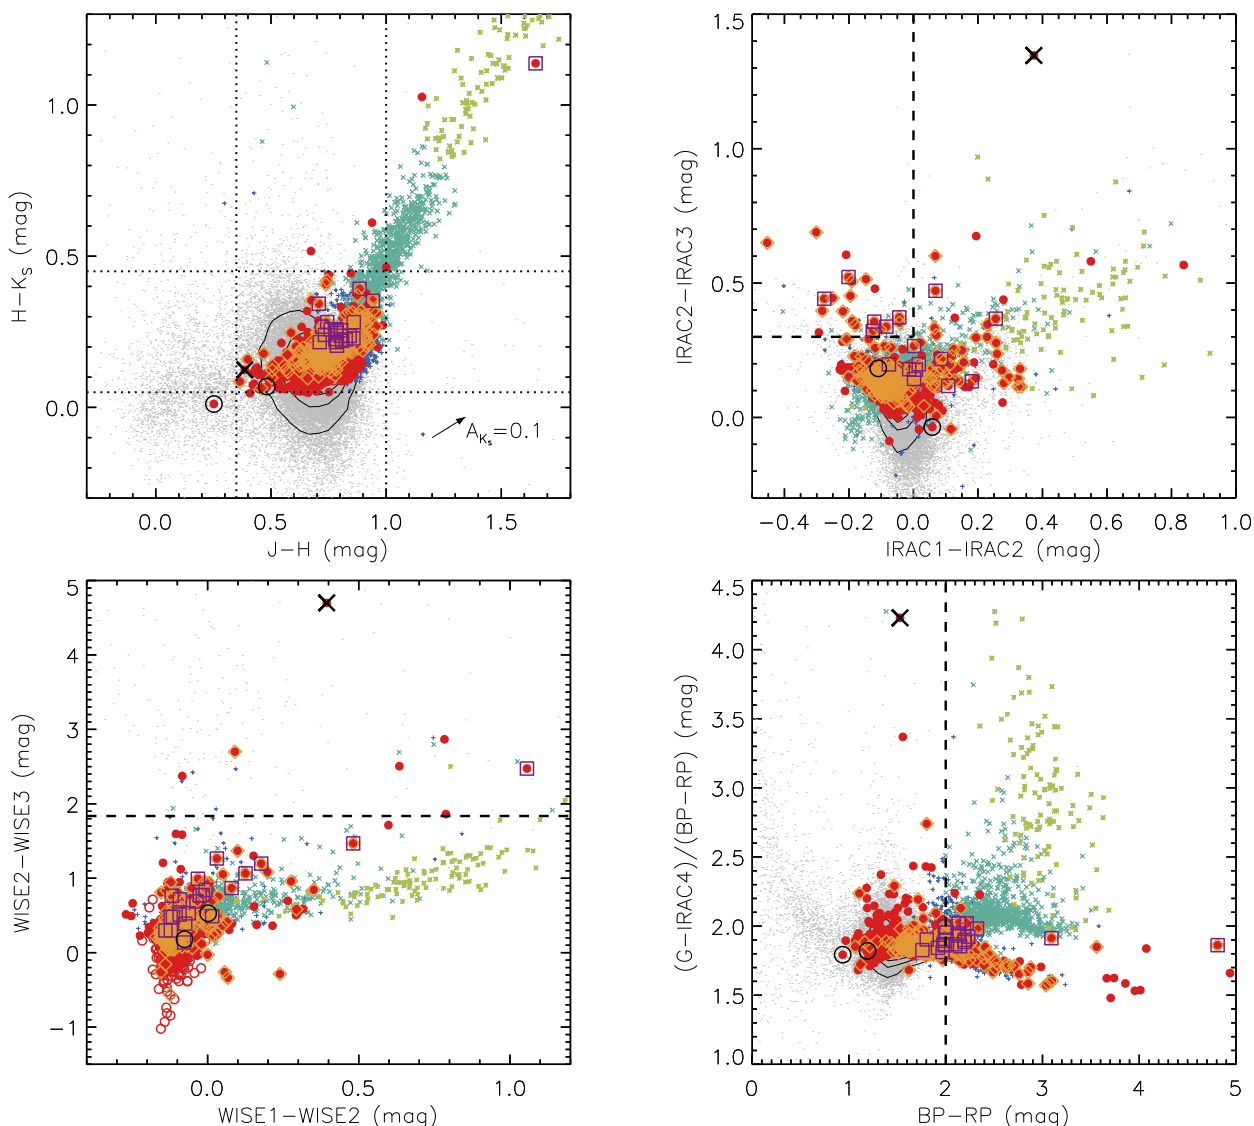 H−K_S (mag)
1.0
0.5
0.0
A_Ks=0.1
0.0 0.5 1.0 1.5
J−H (mag)
IRAC2−IRAC3 (mag)
1.5
1.0
0.5
0.0
−0.4 −0.2 0.0 0.2 0.4 0.6 0.8 1.0
IRAC1−IRAC2 (mag)
WISE2−WISE3 (mag)
5
4
3
2
1
0
−1
0.0 0.5 1.0
WISE1−WISE2 (mag)
(G−IRAC4)/(BP−RP) (mag)
4.5
4.0
3.5
3.0
2.5
2.0
1.5
1.0
0 1 2 3 4 5
BP−RP (mag)